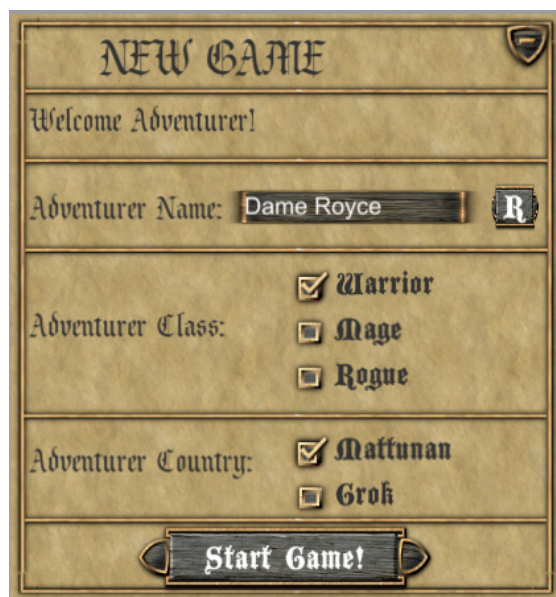 NEW GAME
Welcome Adventurer!
Adventurer Name: Dame Royce R
Adventurer Class:
Warrior
Mage
Rogue
Adventurer Country:
Mattunan
Grok
Start Game!